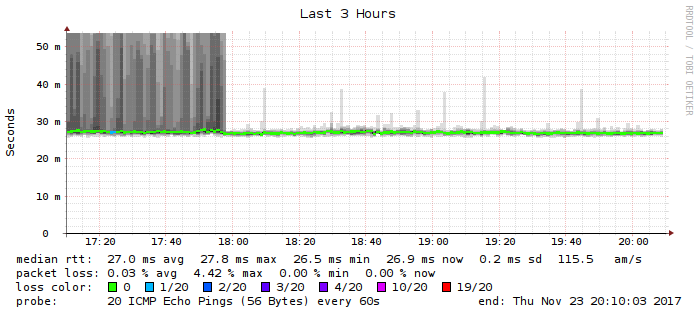 Last 3 Hours
RRDTOOL / TOBI OETIKER
Seconds
50 m
40 m
30 m
20 m
10 m
0
17:20 17:40 18:00 18:20 18:40 19:00 19:20 19:40 20:00
median rtt: 27.0 ms avg 27.8 ms max 26.5 ms min 26.9 ms now 0.2 ms sd 115.5 am/s
packet loss: 0.03 % avg 4.42 % max 0.00 % min 0.00 % now
loss color: 0 1/20 2/20 3/20 4/20 10/20 19/20
probe: 20 ICMP Echo Pings (56 Bytes) every 60s end: Thu Nov 23 20:10:03 2017